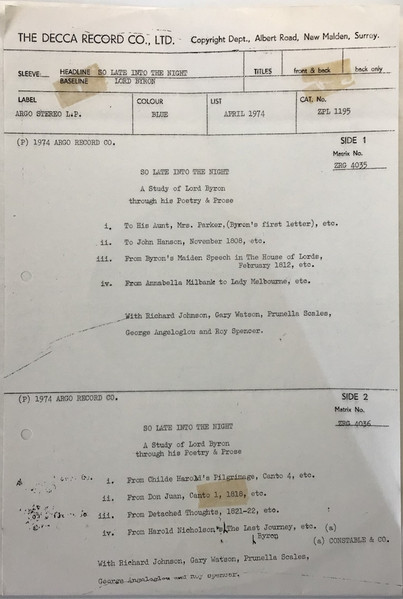 THE DECCA RECORD CO., LTD. Copyright Dept., Albert Road, New Malden, Surrey.
SLEEVE: HEADLINE SO LATE INTO THE NIGHT TITLES front & back back only
BASELINE LORD BYRON
LABEL COLOUR LIST CAT. No.
ARGO STEREO L.P. BLUE APRIL 1974 ZPL 1195
(P) 1974 ARGO RECORD CO. SIDE 1
Matrix No.
ZRG 4035
SO LATE INTO THE NIGHT
A Study of Lord Byron
through his Poetry & Prose
i. To His Aunt, Mrs. Parker,(Byron's first letter), etc.
ii. To John Hanson, November 1808, etc.
iii. From Byron's Maiden Speech in The House of Lords,
February 1812, etc.
iv. From Annabella Milbank to Lady Melbourne, etc.
With Richard Johnson, Gary Watson, Prunella Scales,
George Angeloglou and Roy Spencer.
(P) 1974 ARGO RECORD CO. SIDE 2
Matrix No.
ZRG 4036
SO LATE INTO THE NIGHT
A Study of Lord Byron
through his Poetry & Prose
i. From Childe Harold's Pilgrimage, Canto 4, etc.
ii. From Don Juan, Canto 1, 1818, etc.
iii. From Detached Thoughts, 1821-22, etc.
iv. From Harold Nicholson's The Last Journey, etc. (a)
Byron (a) CONSTABLE & CO.
With Richard Johnson, Gary Watson, Prunella Scales,
George Angeloglou and Roy Spencer.